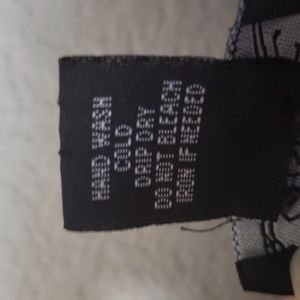 HAND WASH
COLD
DRIP DRY
DO NOT BLEACH
IRON IF NEEDED